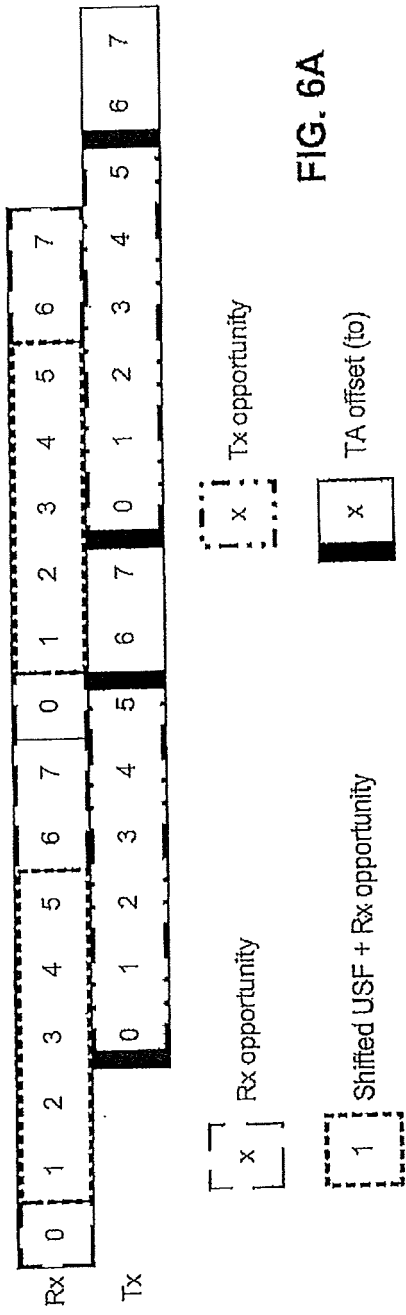 Rx 0 1 2 3 4 5 6 7 0 1 2 3 4 5 6 7
Tx 0 1 2 3 4 5 6 7 0 1 2 3 4 5 6 7
x Rx opportunity
x Tx opportunity
1 Shifted USF + Rx opportunity
x TA offset (to)
FIG. 6A